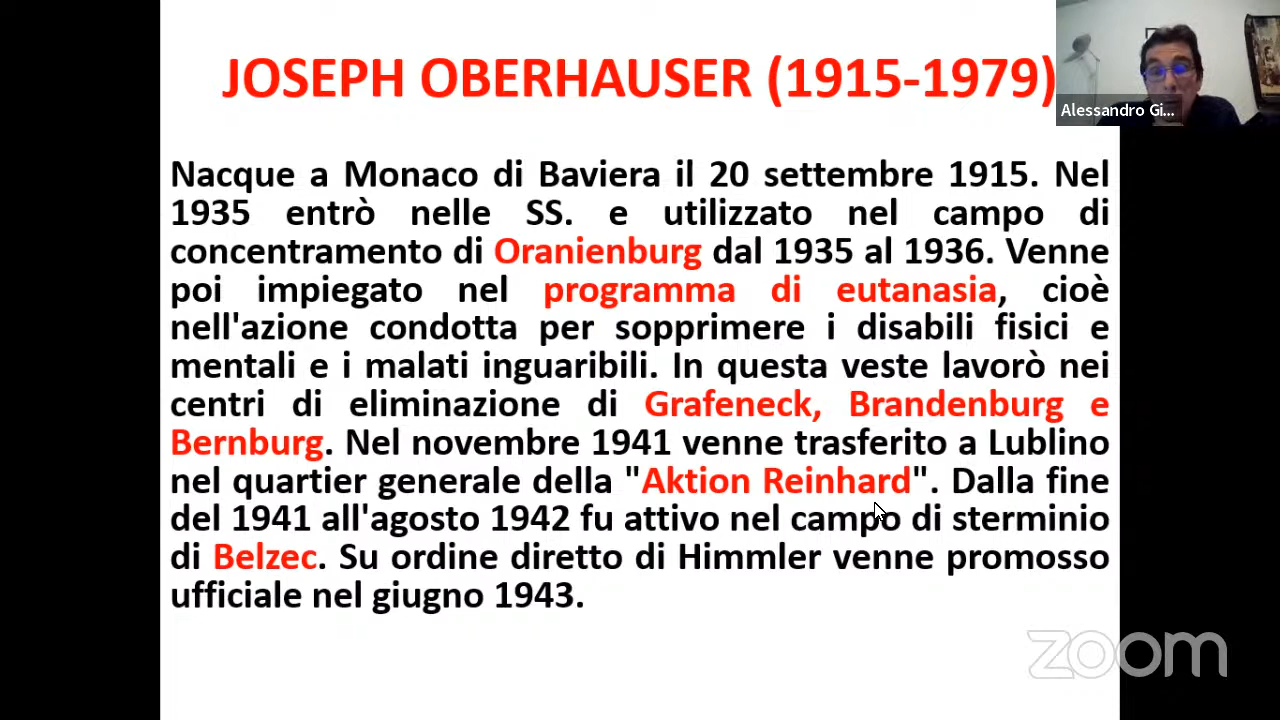 JOSEPH OBERHAUSER (1915-1979)
Alessandro Gi...
Nacque a Monaco di Baviera il 20 settembre 1915. Nel
1935 entrò nelle SS. e utilizzato nel campo di
concentramento di Oranienburg dal 1935 al 1936. Venne
poi impiegato nel programma di eutanasia, cioè
nell'azione condotta per sopprimere i disabili fisici e
mentali e i malati inguaribili. In questa veste lavorò nei
centri di eliminazione di Grafeneck, Brandenburg e
Bernburg. Nel novembre 1941 venne trasferito a Lublino
nel quartier generale della "Aktion Reinhard". Dalla fine
del 1941 all'agosto 1942 fu attivo nel campo di sterminio
di Belzec. Su ordine diretto di Himmler venne promosso
ufficiale nel giugno 1943.
zoom